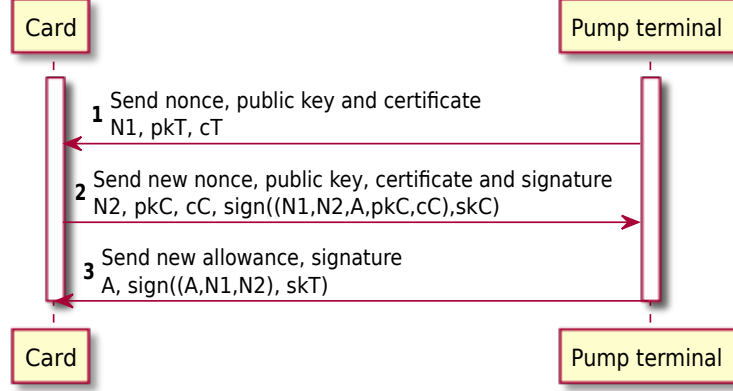 Card
Pump terminal
Send nonce, public key and certificate
1
N1, pkT, cT
Send new nonce, public key, certificate and signature
2
N2, pkC, cC, sign((N1,N2,A,pkC,cC),skC)
Send new allowance, signature
3
A, sign((A,N1,N2), skT)
Card
Pump terminal